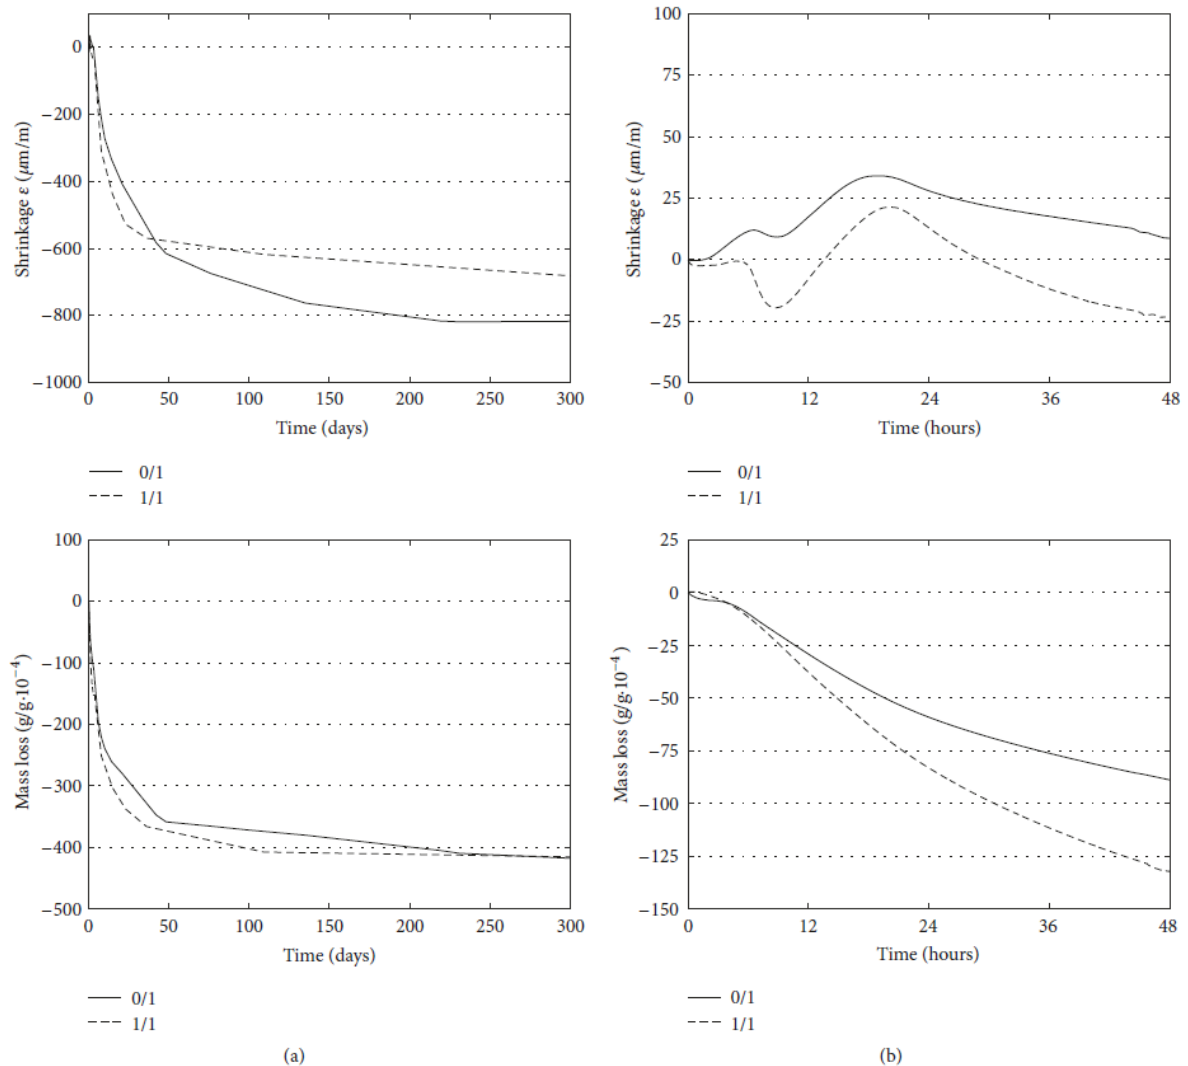 Shrinkage ε (μm/m)
0
−200
−400
−600
−800
−1000
0 50 100 150 200 250 300
Time (days)
0/1
1/1
Shrinkage ε (μm/m)
100
75
50
25
0
−25
−50
0 12 24 36 48
Time (hours)
0/1
1/1
Mass loss (g/g·10−4)
100
0
−100
−200
−300
−400
−500
0 50 100 150 200 250 300
Time (days)
0/1
1/1
(a)
Mass loss (g/g·10−4)
25
0
−25
−50
−75
−100
−125
−150
0 12 24 36 48
Time (hours)
0/1
1/1
(b)